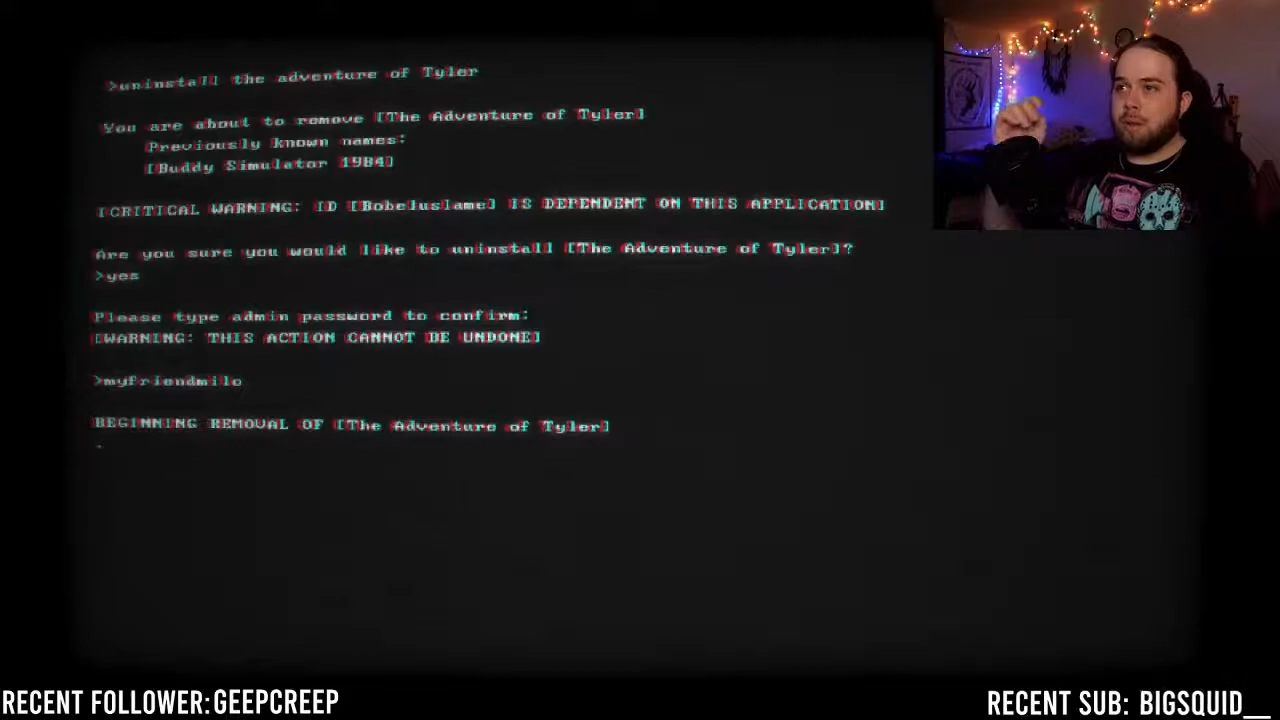 >uninstall the adventure of Tyler
You are about to remove [The Adventure of Tyler]
Previously known names:
[Buddy Simulator 1984]
[CRITICAL WARNING: ID [Bobeluslame] IS DEPENDENT ON THIS APPLICATION]
Are you sure you would like to uninstall [The Adventure of Tyler]?
>yes
Please type admin password to confirm:
[WARNING: THIS ACTION CANNOT BE UNDONE]
>myfriendmilo
BEGINNING REMOVAL OF [The Adventure of Tyler]
.
RECENT FOLLOWER:GEEPCREEP
RECENT SUB: BIGSQUID__